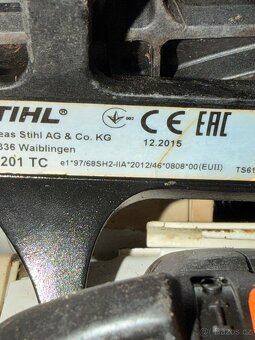 STIHL®
eas Stihl AG & Co. KG
336 Waiblingen
12.2015
CE EAC
201 TC
e1*97/68SH2-IIA*2012/46*0808*00(EUII)
TS61